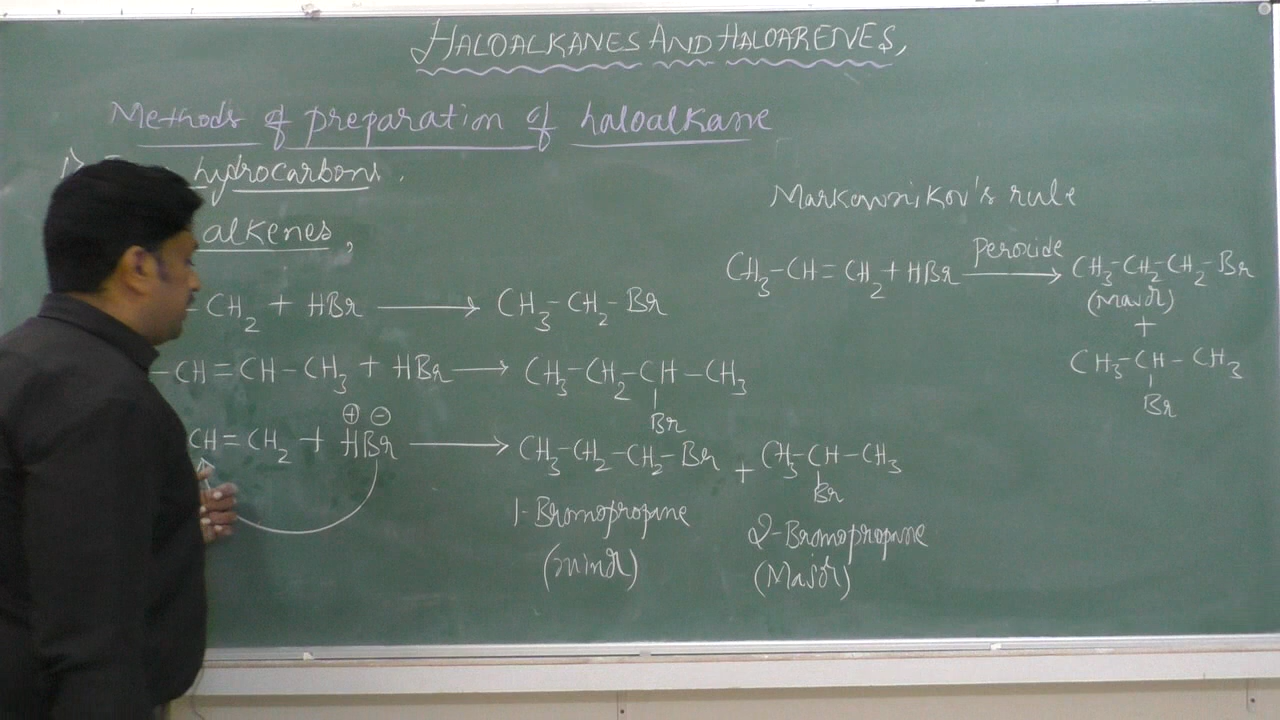 HALOALKANES AND HALOARENES,
Methods of preparation of haloalkane
hydrocarbons.
alkenes,
-CH2 + HBr ⟶ CH3-CH2-Br
-CH=CH-CH3 + HBr ⟶ CH3-CH2-CH-CH3
Br
⊕ ⊖
CH=CH2 + HBr ⟶ CH3-CH2-CH2-Br + CH3-CH-CH3
Br
1-Bromopropane
(minor)
2-Bromopropane
(Major)
Markownikov's rule
Peroxide
CH3-CH=CH2+HBr ⟶ CH3-CH2-CH2-Br
(Major)
+
CH3-CH-CH3
Br